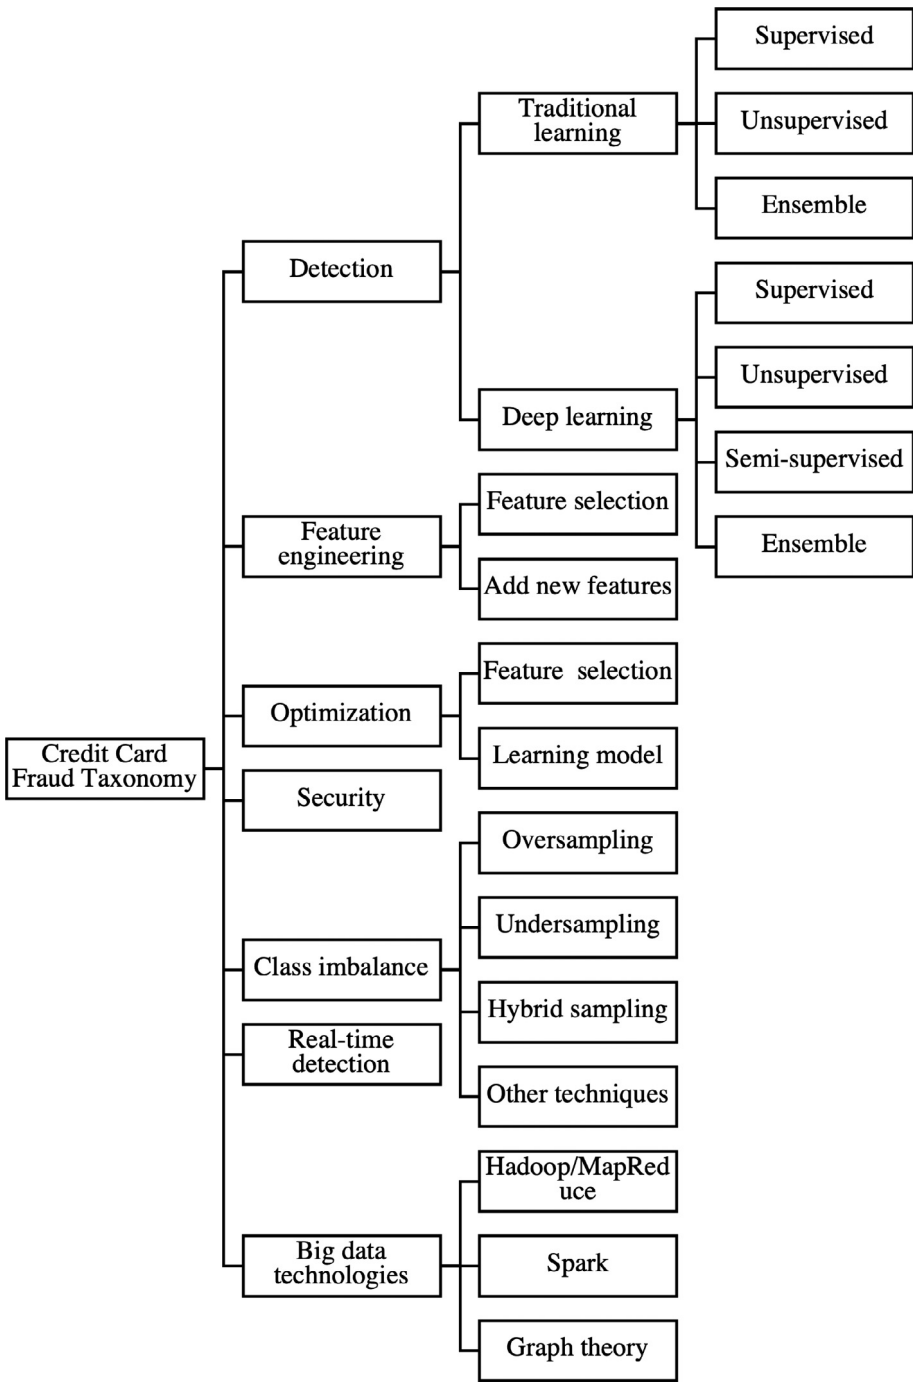 Supervised
Traditional
learning
Unsupervised
Ensemble
Detection
Supervised
Unsupervised
Deep learning
Semi-supervised
Feature selection
Feature
engineering
Ensemble
Add new features
Feature  selection
Optimization
Credit Card
Fraud Taxonomy
Learning model
Security
Oversampling
Undersampling
Class imbalance
Hybrid sampling
Real-time
detection
Other techniques
Hadoop/MapRed
uce
Big data
technologies
Spark
Graph theory